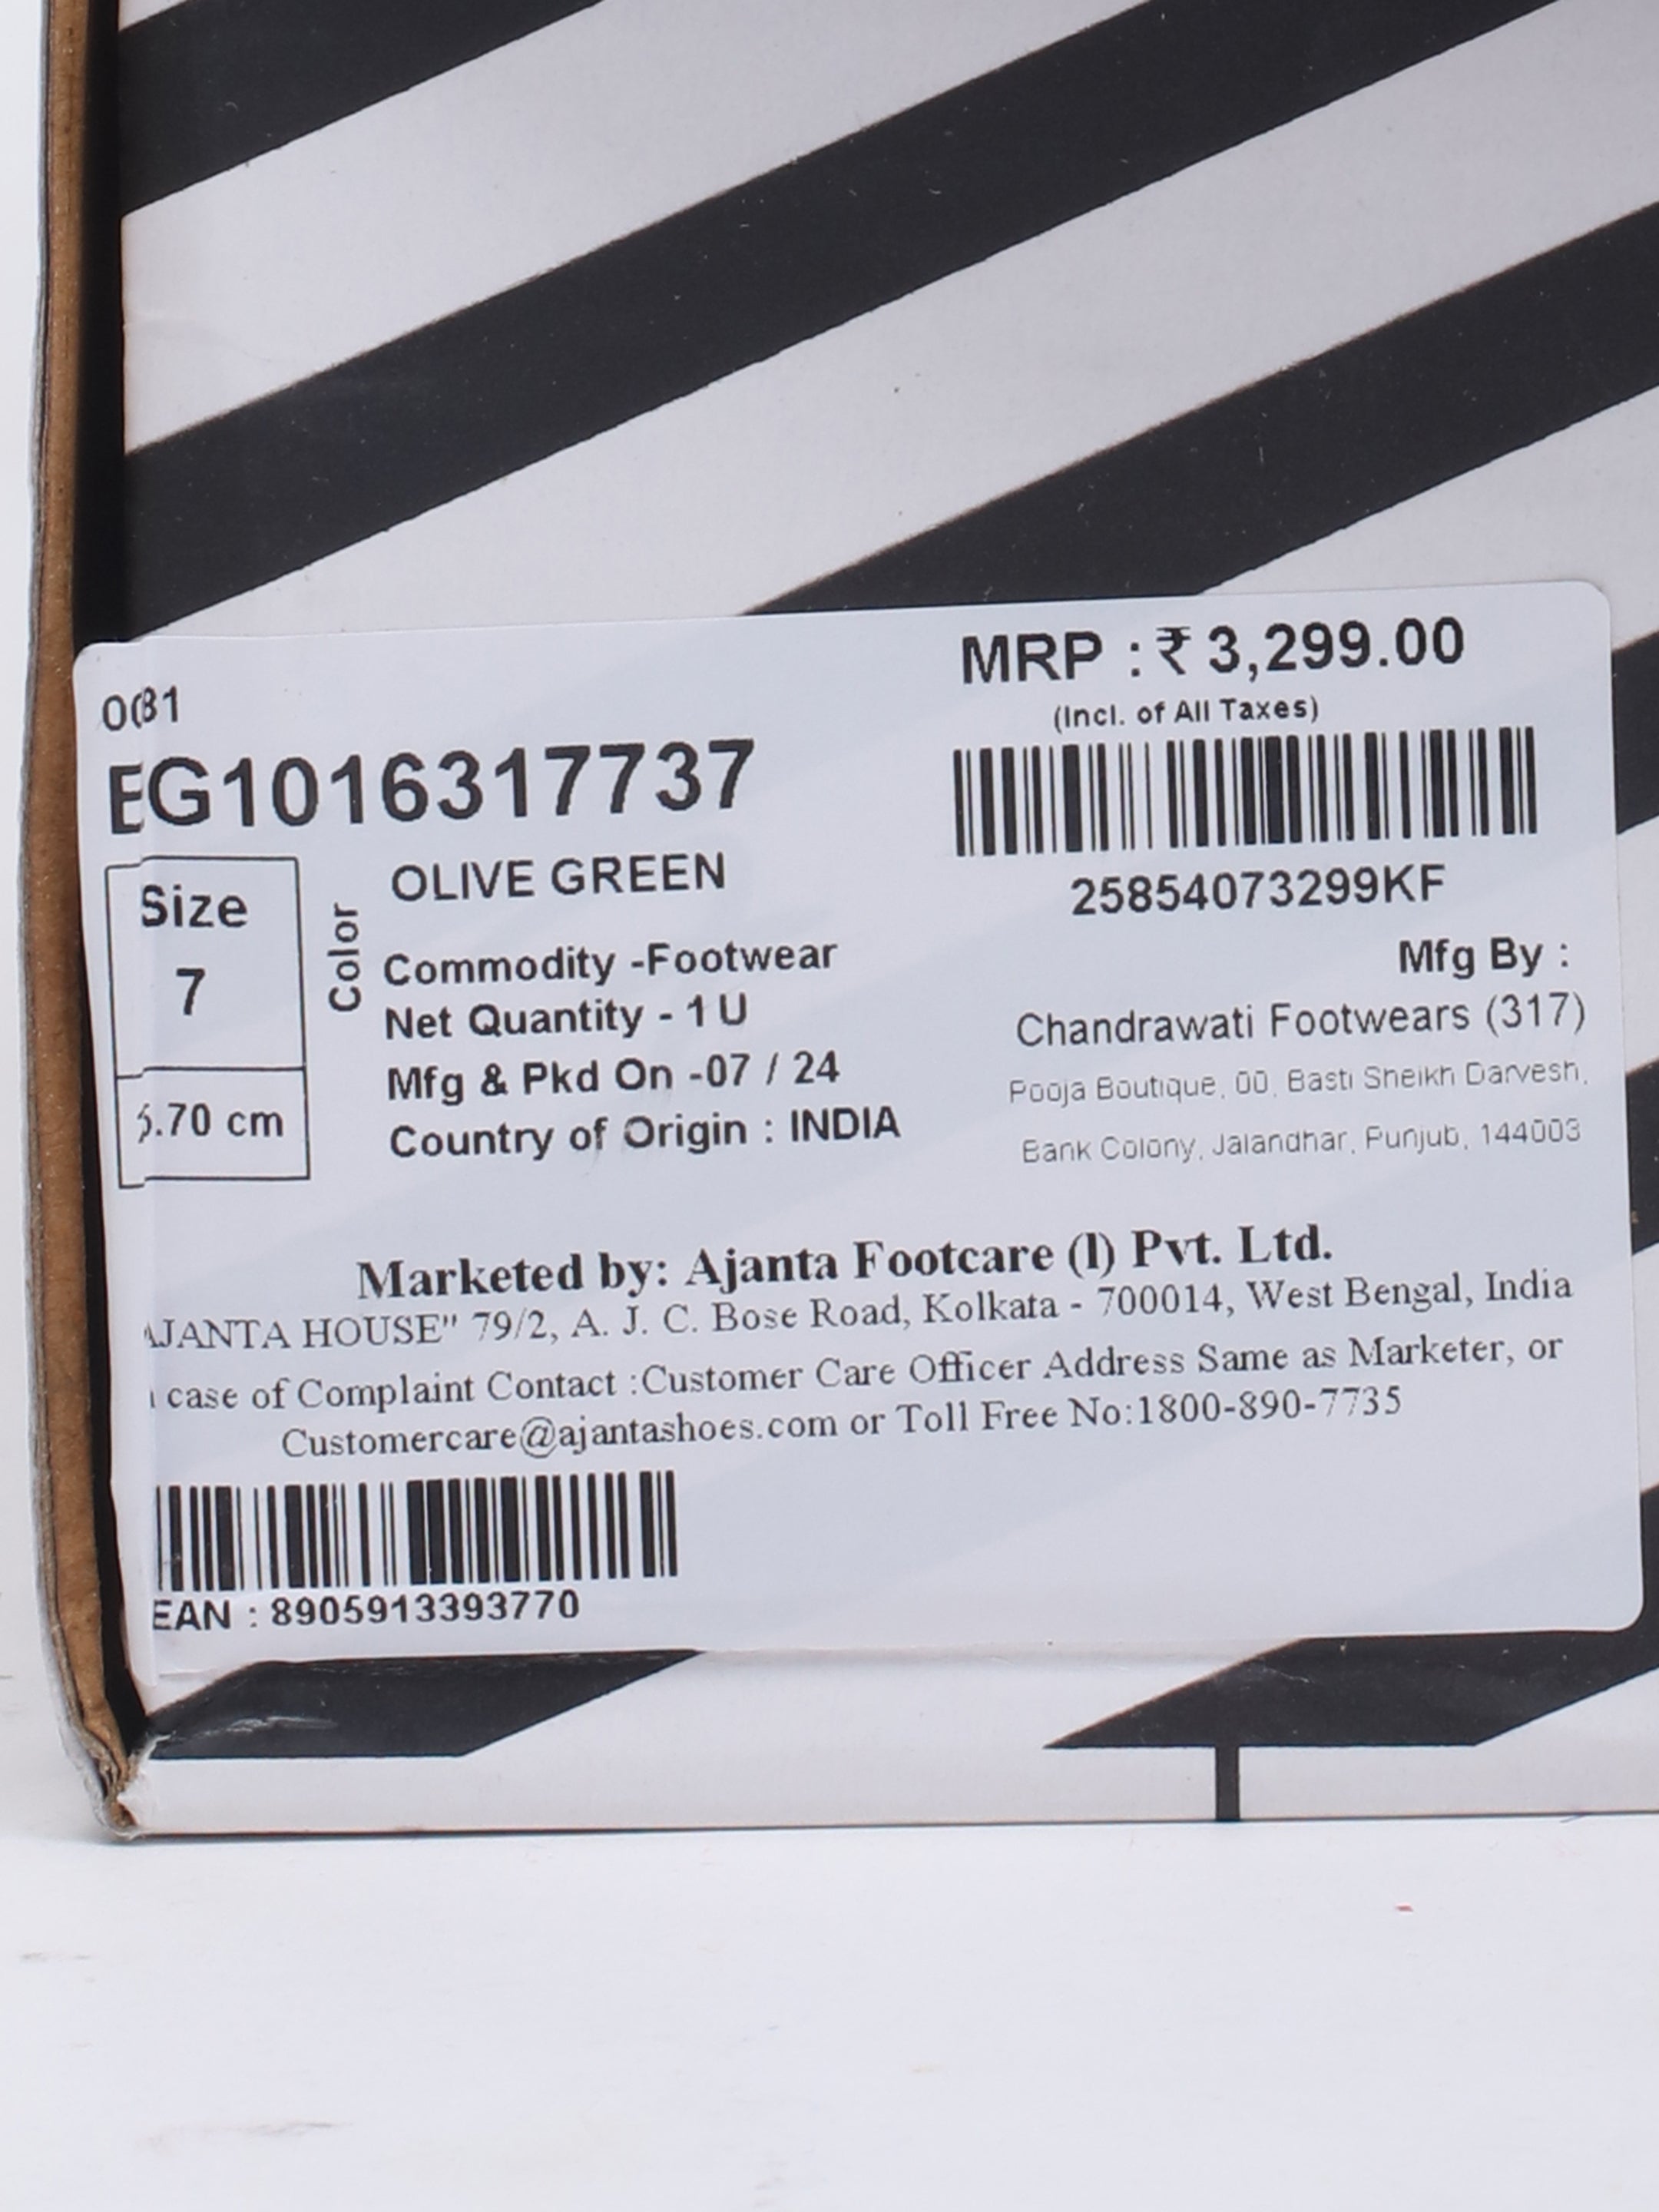 EG1016317737
MRP : ₹ 3,299.00
(Incl. of All Taxes)
25854073299KF
Size
7
Color
OLIVE GREEN
Commodity -Footwear
Net Quantity - 1 U
Mfg & Pkd On -07 / 24
Country of Origin : INDIA
.70 cm
Mfg By :
Chandrawati Footwears (317)
Pooja Boutique, 00, Basti Sheikh Darvesh,
Bank Colony, Jalandhar, Punjub, 144003
Marketed by: Ajanta Footcare (I) Pvt. Ltd.
AJANTA HOUSE" 79/2, A. J. C. Bose Road, Kolkata - 700014, West Bengal, India
case of Complaint Contact :Customer Care Officer Address Same as Marketer, or
Customercare@ajantashoes.com or Toll Free No:1800-890-7735
EAN : 8905913393770